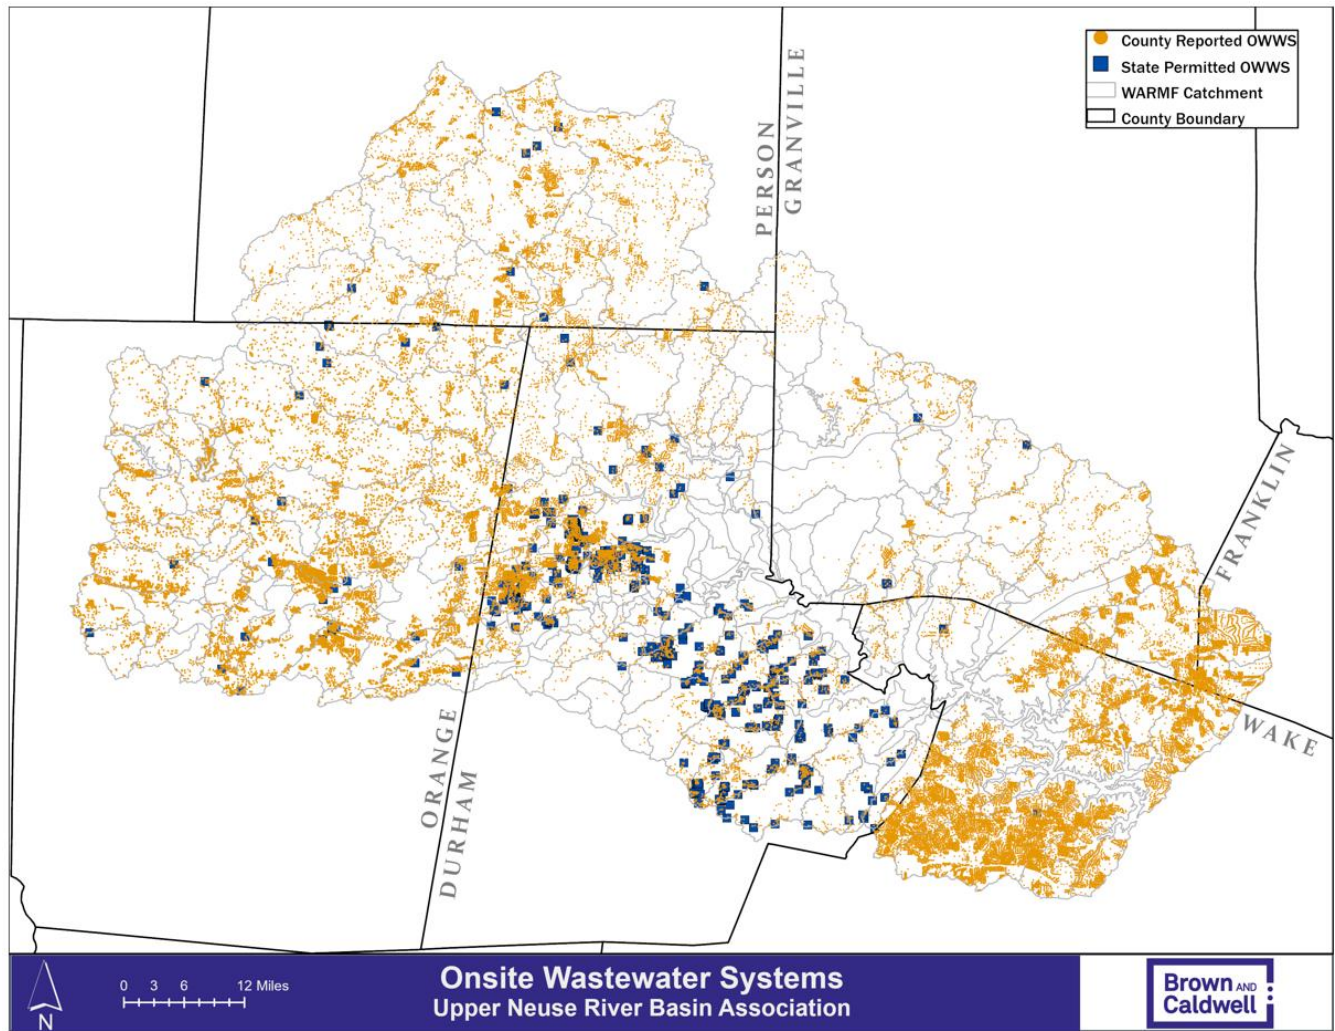 County Reported OWWS
State Permitted OWWS
WARMF Catchment
County Boundary
PERSON
GRANVILLE
FRANKLIN
WAKE
ORANGE
DURHAM
0 3 6 12 Miles
N
Onsite Wastewater Systems
Upper Neuse River Basin Association
Brown AND
Caldwell